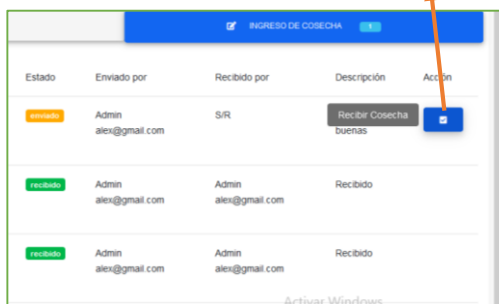 INGRESO DE COSECHA 1
Estado Enviado por Recibido por Descripción Acción
enviado Admin S/R Recibir Cosecha
alex@gmail.com buenas
recibido Admin Admin Recibido
alex@gmail.com alex@gmail.com
recibido Admin Admin Recibido
alex@gmail.com alex@gmail.com
Activar Windows